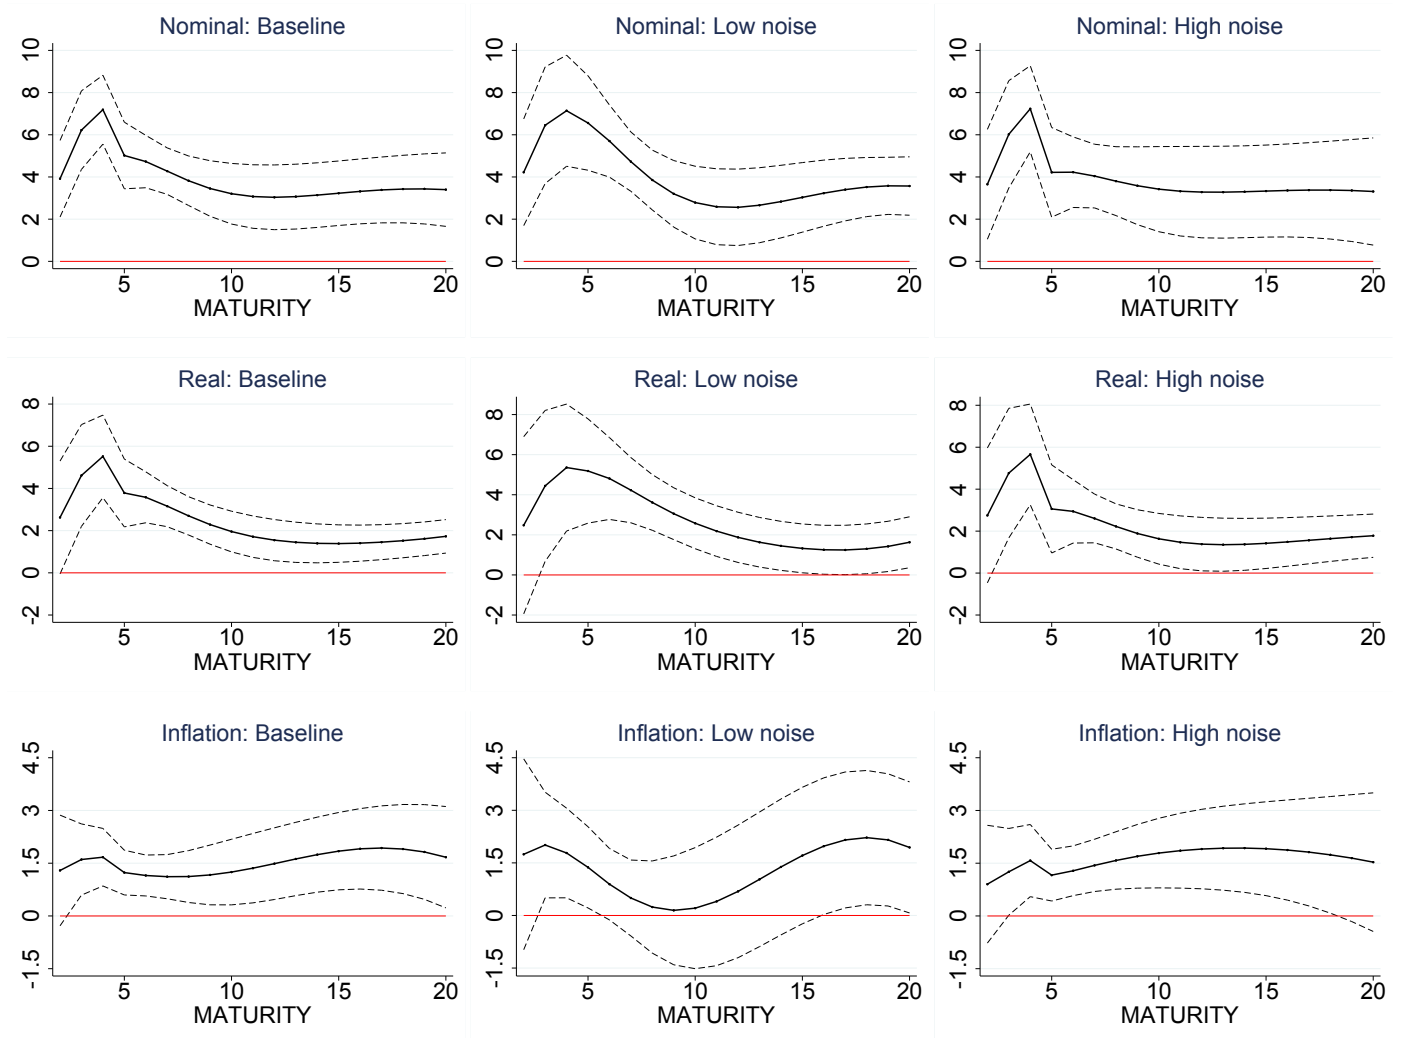 Nominal: Baseline
10
8
6
4
2
0
5 10 15 20
MATURITY
Nominal: Low noise
10
8
6
4
2
0
5 10 15 20
MATURITY
Nominal: High noise
10
8
6
4
2
0
5 10 15 20
MATURITY
Real: Baseline
8
6
4
2
0
-2
5 10 15 20
MATURITY
Real: Low noise
8
6
4
2
0
-2
5 10 15 20
MATURITY
Real: High noise
8
6
4
2
0
-2
5 10 15 20
MATURITY
Inflation: Baseline
4.5
3
1.5
0
-1.5
5 10 15 20
MATURITY
Inflation: Low noise
4.5
3
1.5
0
-1.5
5 10 15 20
MATURITY
Inflation: High noise
4.5
3
1.5
0
-1.5
5 10 15 20
MATURITY